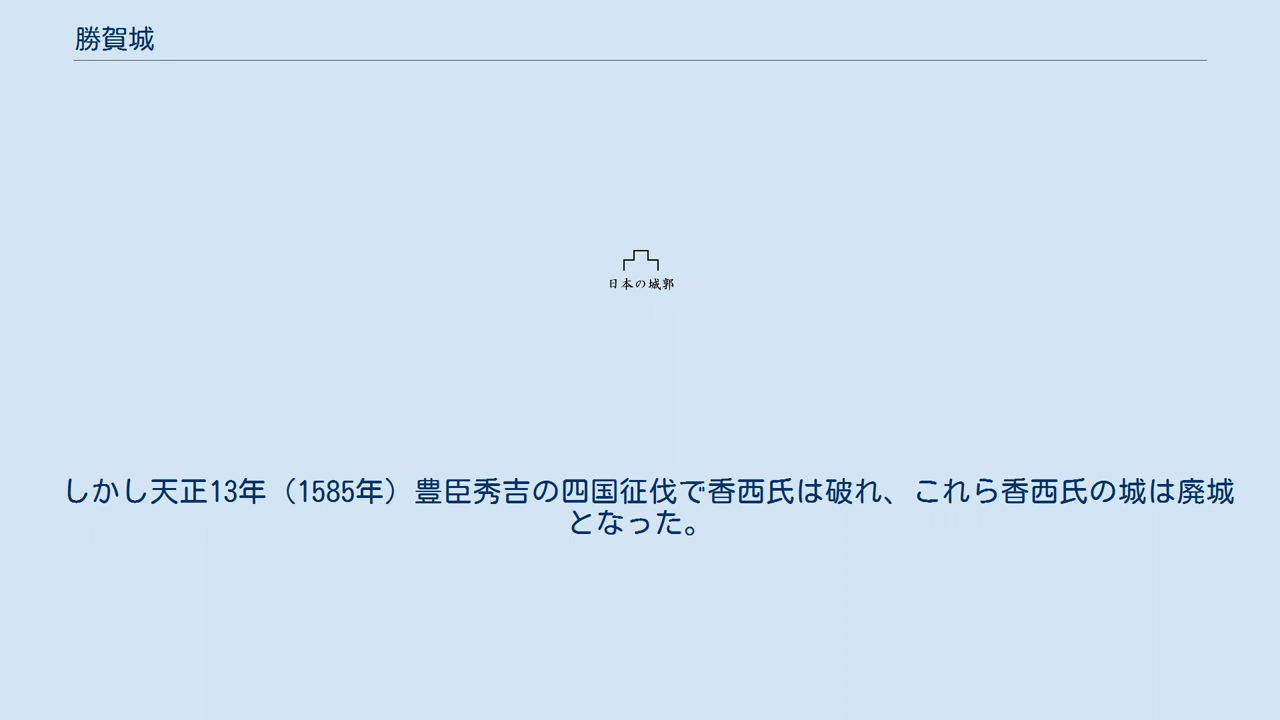 勝賀城
日本の城郭
しかし天正13年（1585年）豊臣秀吉の四国征伐で香西氏は破れ、これら香西氏の城は廃城
となった。